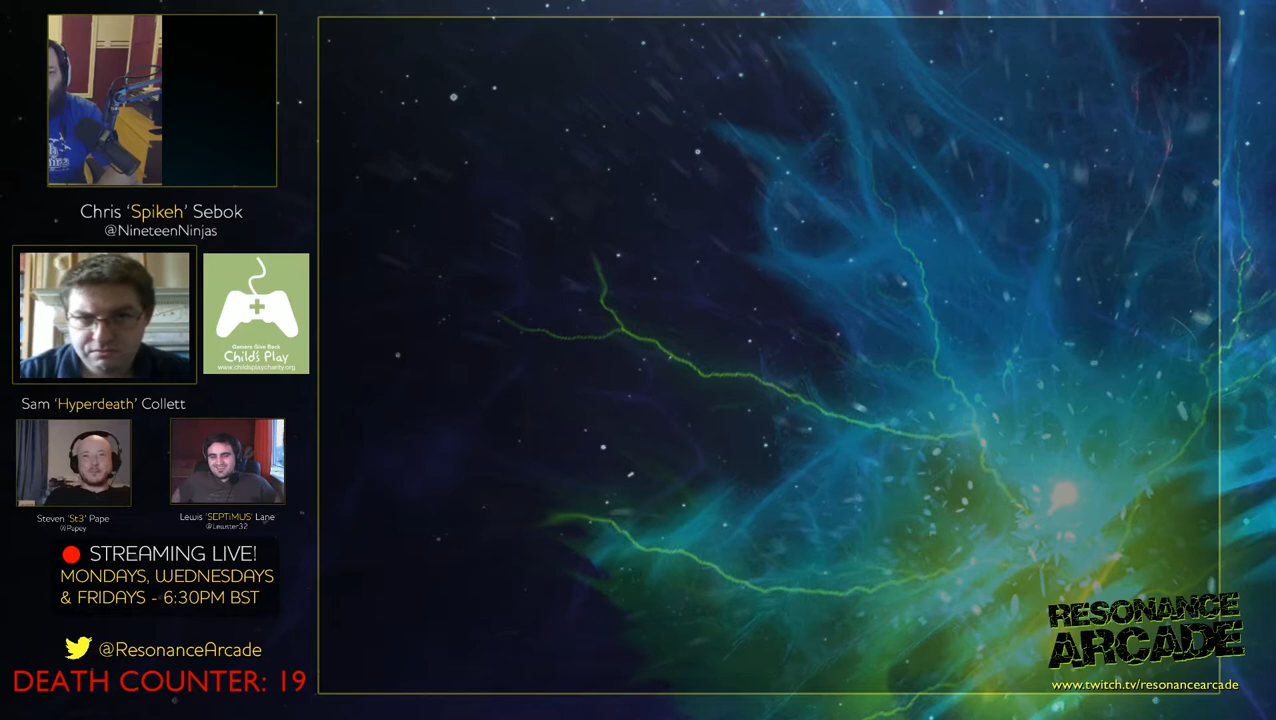 Chris 'Spikeh' Sebok
@NineteenNinjas
Gamers Give Back
Child's Play
www.childsplaycharity.org
Sam 'Hyperdeath' Collett
Steven 'St3' Pape
@Papey
Lewis 'SEPTiMUS' Lane
@Lewster32
STREAMING LIVE!
MONDAYS, WEDNESDAYS
& FRIDAYS - 6:30PM BST
@ResonanceArcade
DEATH COUNTER: 19
RESONANCE
ARCADE
www.twitch.tv/resonancearcade